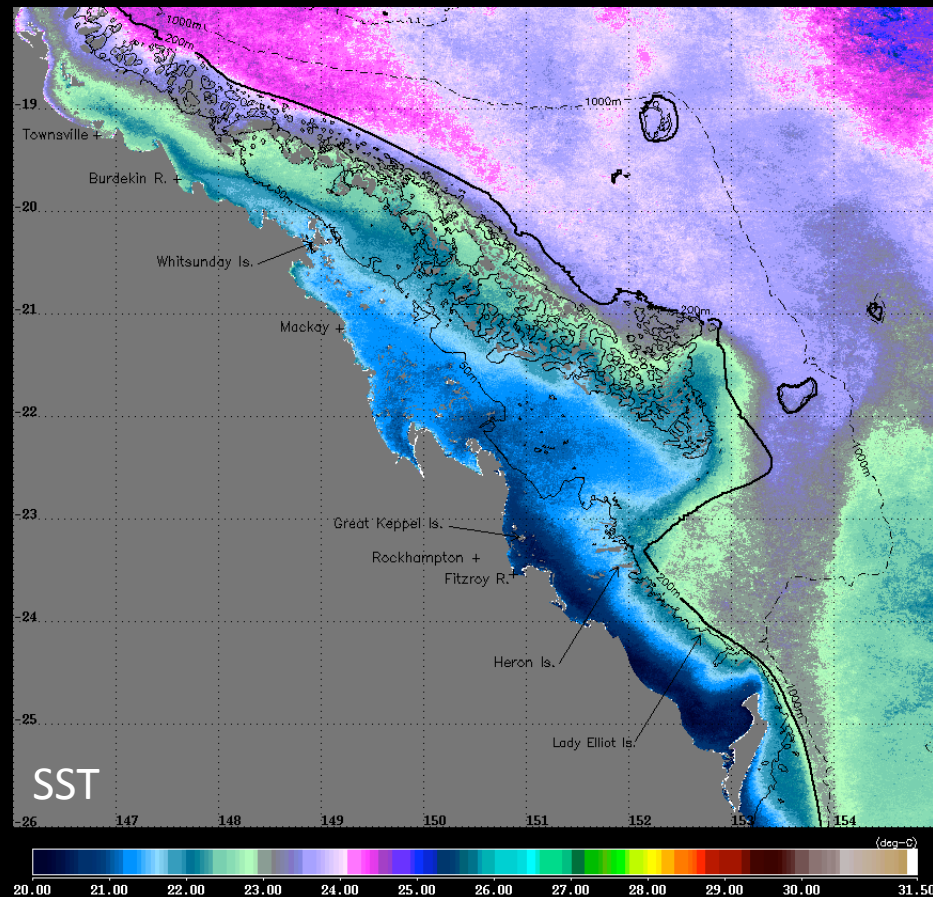 1000m
200m
1000m
-19
Townsville +
Burdekin R. +
-20
50m
Whitsunday Is.
50m
-21
200m
Mackay +
50m
-22
1000m
-23
Great Keppel Is.
Rockhampton +
Fitzroy R.
200m
-24
Heron Is.
1000m
-25
Lady Elliot Is.
SST
-26
147 148 149 150 151 152 153 154
(deg-C)
20.00 21.00 22.00 23.00 24.00 25.00 26.00 27.00 28.00 29.00 30.00 31.50